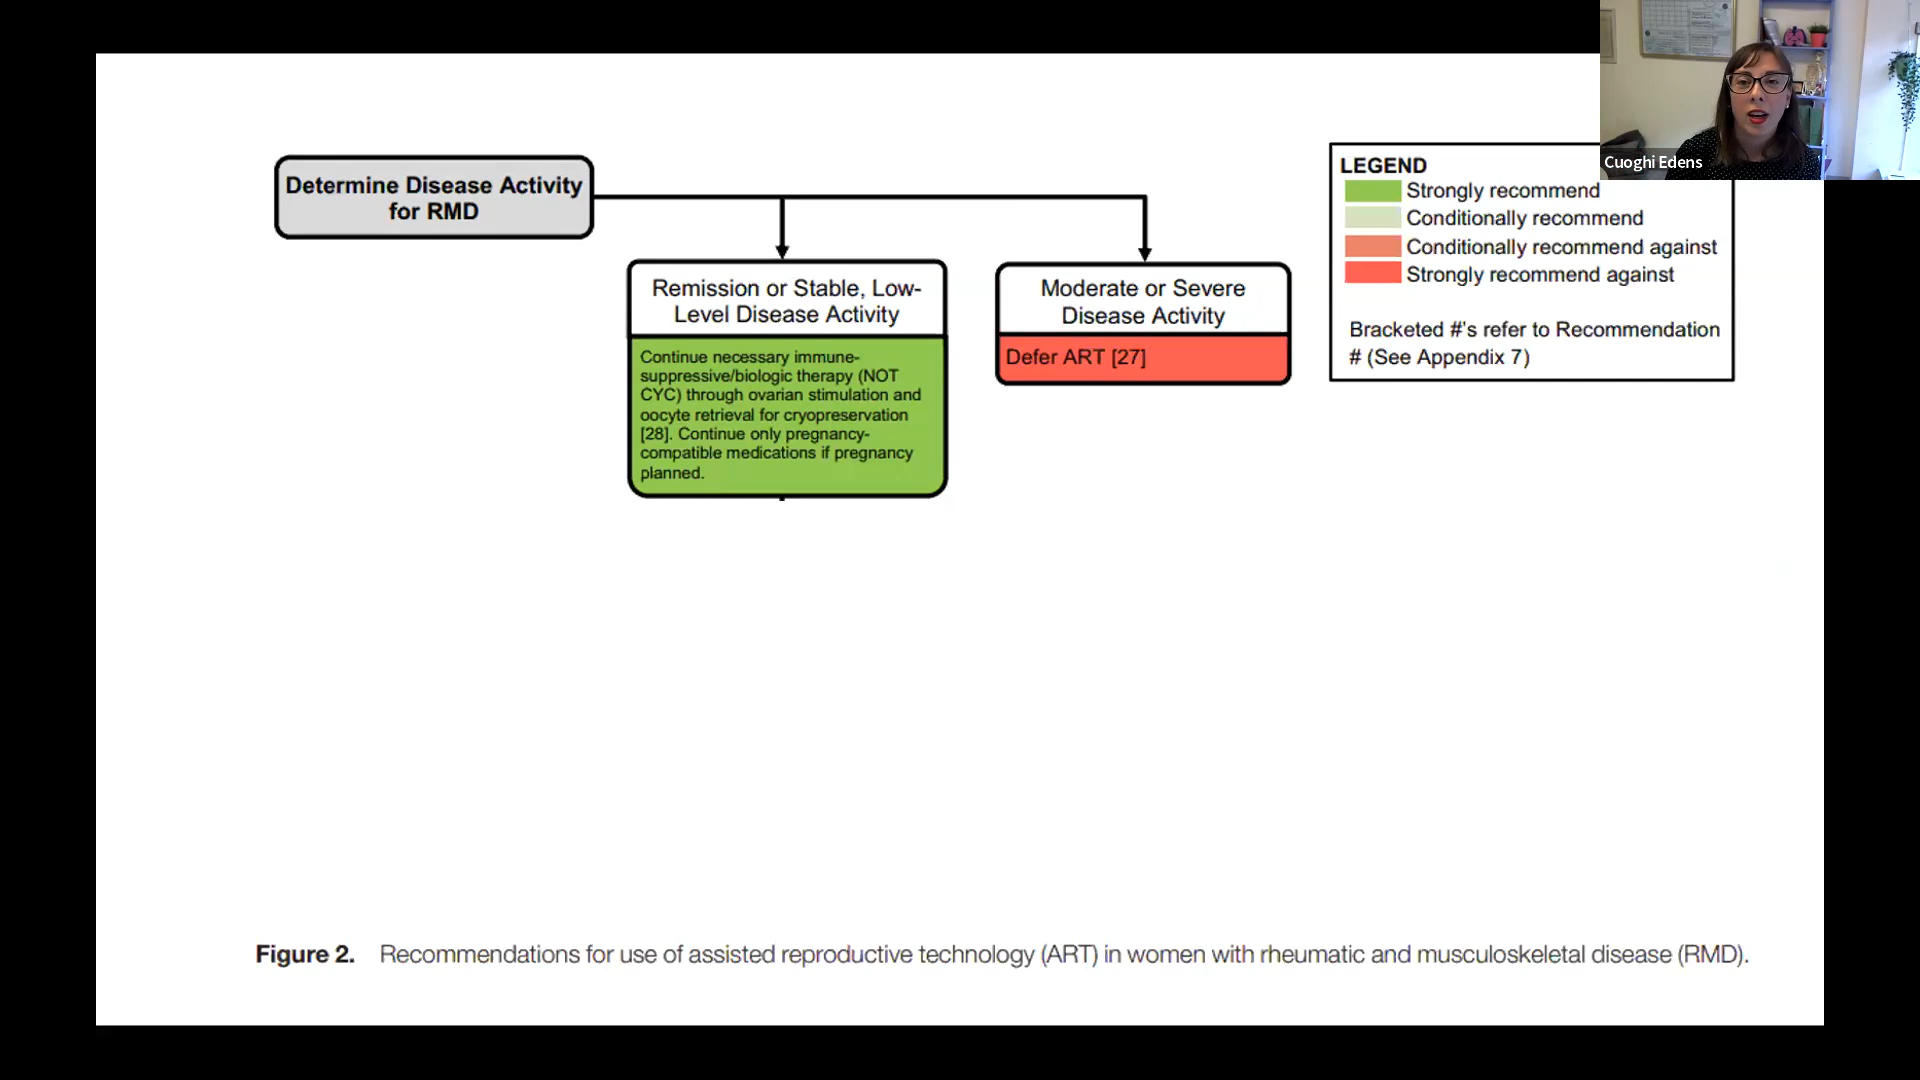 Cuoghi Edens
Determine Disease Activity
for RMD
Remission or Stable, Low-
Level Disease Activity
Continue necessary immune-
suppressive/biologic therapy (NOT
CYC) through ovarian stimulation and
oocyte retrieval for cryopreservation
[28]. Continue only pregnancy-
compatible medications if pregnancy
planned.
Moderate or Severe
Disease Activity
Defer ART [27]
LEGEND
Strongly recommend
Conditionally recommend
Conditionally recommend against
Strongly recommend against
Bracketed #'s refer to Recommendation
# (See Appendix 7)
Figure 2. Recommendations for use of assisted reproductive technology (ART) in women with rheumatic and musculoskeletal disease (RMD).